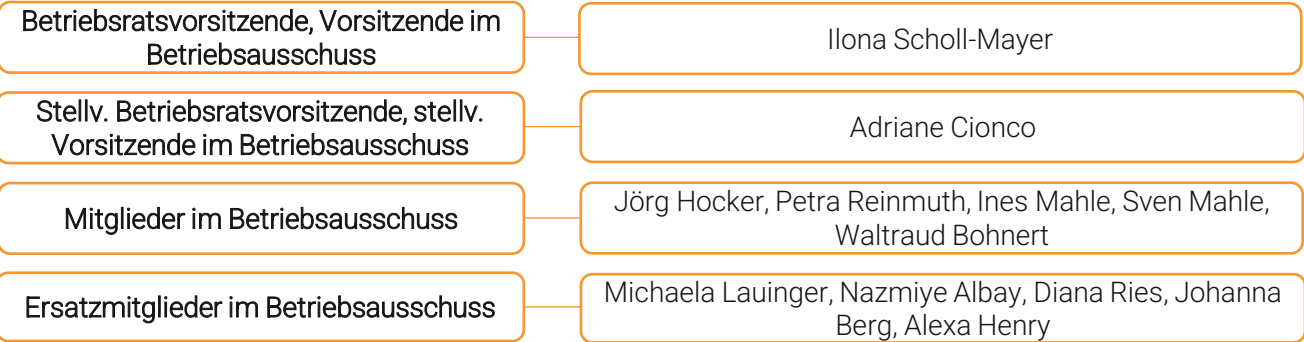 Betriebsratsvorsitzende, Vorsitzende im
Betriebsausschuss
Ilona Scholl-Mayer
Stellv. Betriebsratsvorsitzende, stellv.
Vorsitzende im Betriebsausschuss
Adriane Cionco
Mitglieder im Betriebsausschuss
Jörg Hocker, Petra Reinmuth, Ines Mahle, Sven Mahle,
Waltraud Bohnert
Ersatzmitglieder im Betriebsausschuss
Michaela Lauinger, Nazmiye Albay, Diana Ries, Johanna
Berg, Alexa Henry